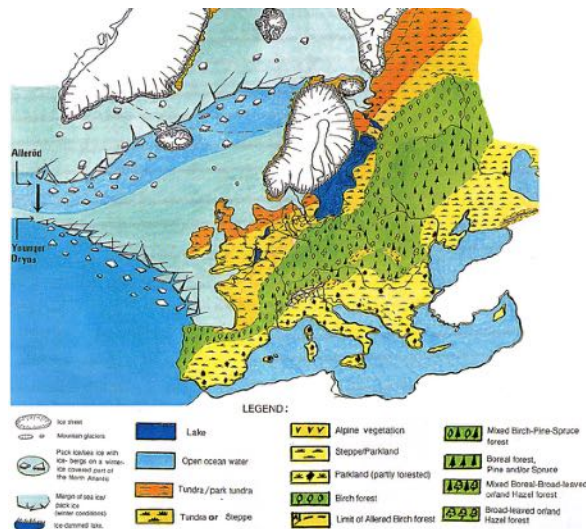 Alleröd
Younger
Dryas
LEGEND:
Ice sheet
Mountain glaciers
Pack ice/sea ice with
ice-bergs on a winter-
ice covered part of
the North Atlantic
Margin of sea ice/
pack ice
(winter conditions)
Ice-dammed lake,
Lake
Open ocean water
Tundra/park tundra
Tundra or Steppe
Alpine vegetation
Steppe/Parkland
Parkland (partly forested)
Birch forest
Limit of Allerød Birch forest
Mixed Birch-Pine-Spruce
forest
Boreal forest,
Pine and/or Spruce
Mixed Boreal-Broad-leaved
or/and Hazel forest
Broad-leaved or/and
Hazel forest